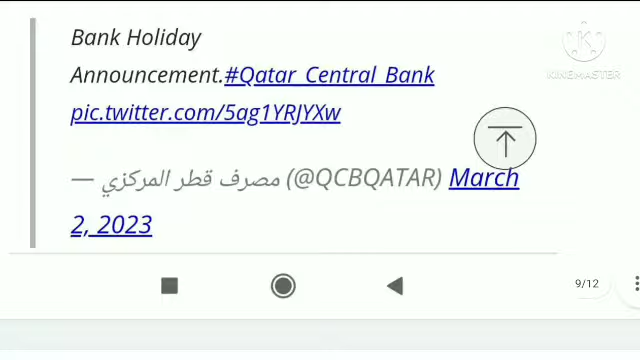 Bank Holiday
Announcement.#Qatar_Central_Bank
pic.twitter.com/5ag1YRJYXw
— مصرف قطر المركزي (@QCBQATAR) March
2, 2023
9/12
KINEMASTER